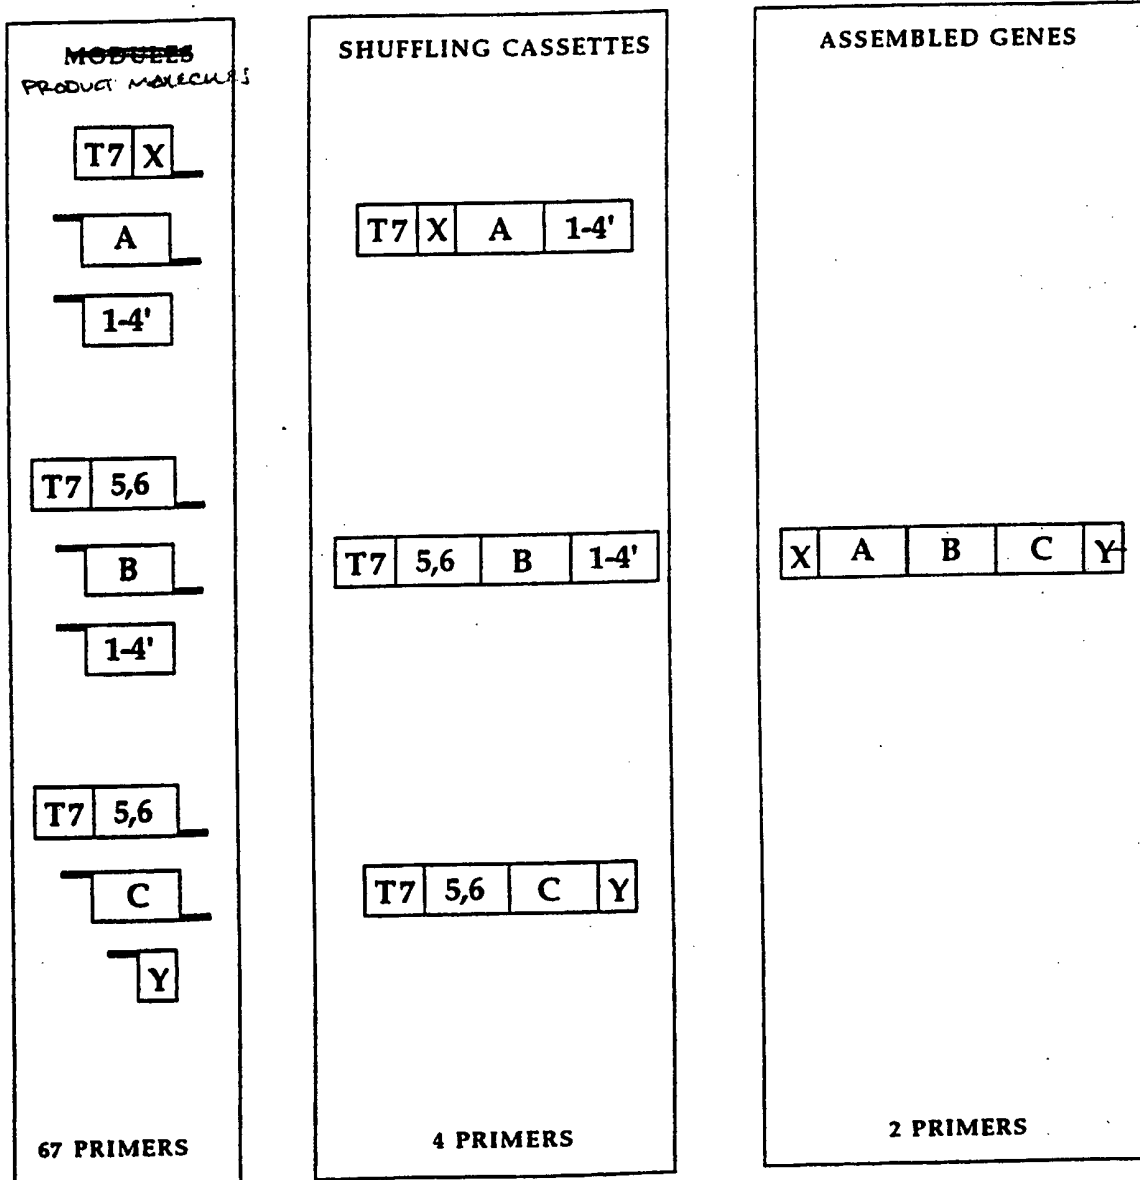 MODULES
PRODUCT MOLECULES
T7 X
A
1-4'
T7 5,6
B
1-4'
T7 5,6
C
Y
67 PRIMERS
SHUFFLING CASSETTES
T7 X A 1-4'
T7 5,6 B 1-4'
T7 5,6 C Y
4 PRIMERS
ASSEMBLED GENES
X A B C Y
2 PRIMERS